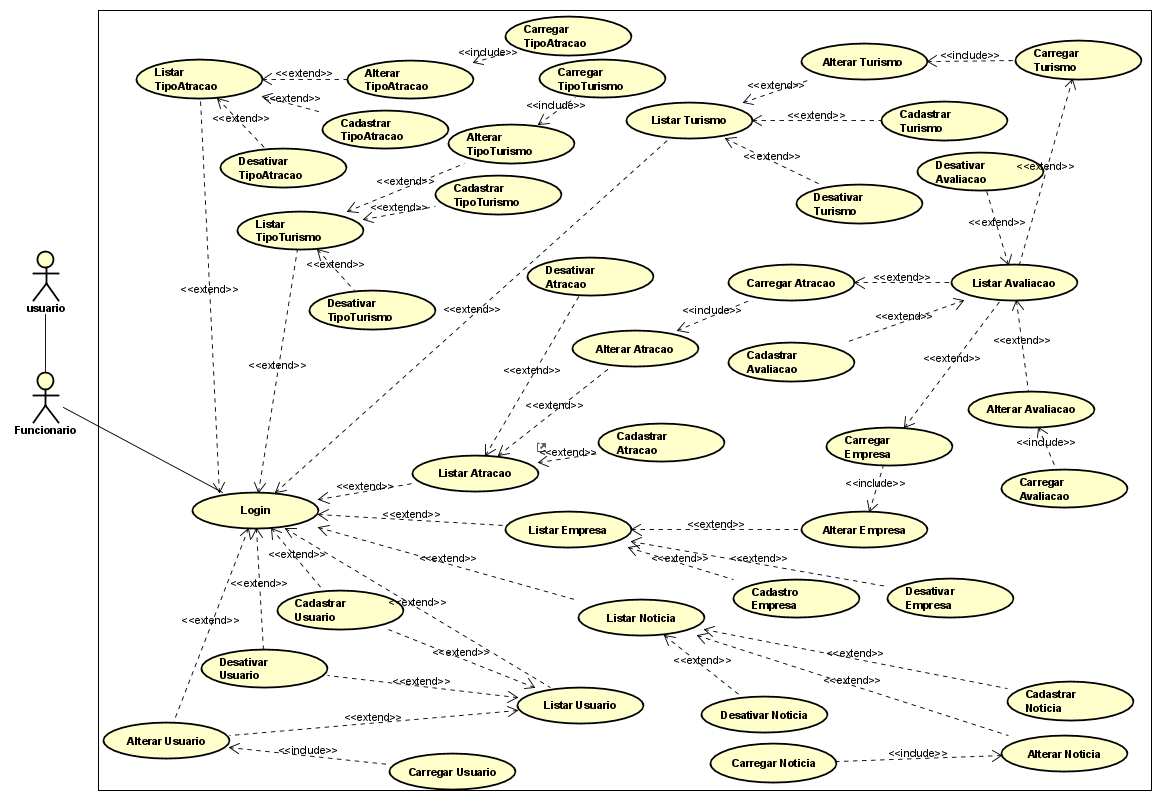 Carregar
TipoAtracao
<<include>>
Listar
TipoAtracao
<<extend>>
Alterar
TipoAtracao
Carregar
TipoTurismo
Alterar Turismo
<<include>>
Carregar
Turismo
<<extend>>
<<extend>>
<<extend>>
Cadastrar
TipoAtracao
<<include>>
Listar Turismo
<<extend>>
Cadastrar
Turismo
Alterar
TipoTurismo
Desativar
TipoAtracao
<<extend>>
Desativar
Avaliacao
<<extend>>
<<extend>>
Cadastrar
TipoTurismo
<<extend>>
Desativar
Turismo
Listar
TipoTurismo
<<extend>>
<<extend>>
usuario
<<extend>>
Desativar
TipoTurismo
Desativar
Atracao
Carregar Atracao
<<extend>>
Listar Avaliacao
<<extend>>
<<include>>
<<extend>>
<<extend>>
Alterar Atracao
Cadastrar
Avaliacao
<<extend>>
<<extend>>
<<extend>>
<<extend>>
Alterar Avaliacao
Funcionario
Cadastrar
Atracao
<<extend>>
Carregar
Empresa
<<include>>
Listar Atracao
<<extend>>
<<include>>
Carregar
Avaliacao
Login
<<extend>>
Listar Empresa
<<extend>>
Alterar Empresa
<<extend>>
<<extend>>
<<extend>>
<<extend>>
<<extend>>
Cadastrar
Usuario
<<extend>>
Cadastro
Empresa
Desativar
Empresa
<<extend>>
Listar Noticia
<<extend>>
<<extend>>
<<extend>>
Desativar
Usuario
<<extend>>
<<extend>>
Cadastrar
Noticia
<<extend>>
Listar Usuario
Desativar Noticia
Alterar Usuario
<<include>>
Carregar Usuario
Carregar Noticia
<<include>>
Alterar Noticia